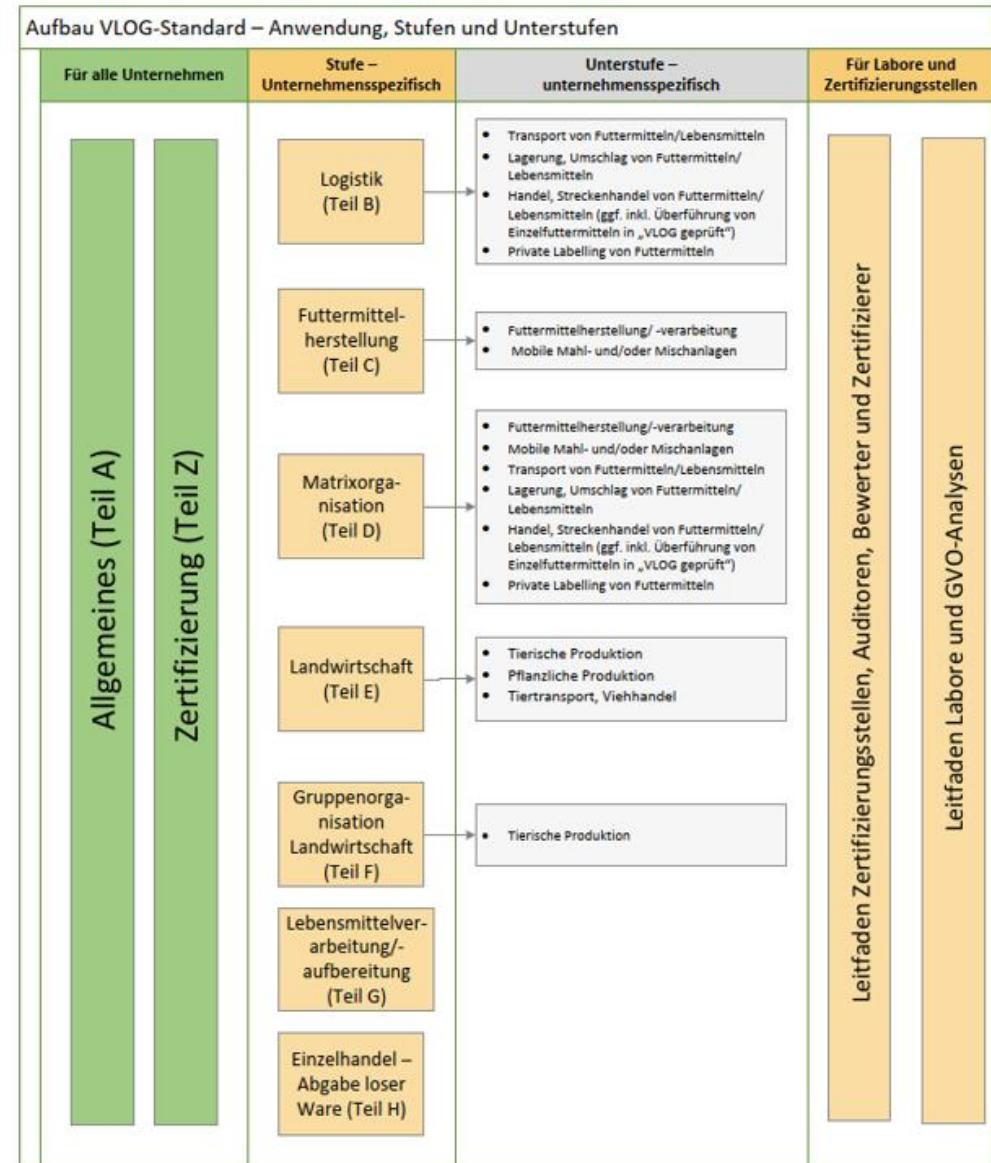 Aufbau VLOG-Standard – Anwendung, Stufen und Unterstufen
Für alle Unternehmen
Stufe –
Unternehmensspezifisch
Unterstufe –
unternehmensspezifisch
Für Labore und
Zertifizierungsstellen
Allgemeines (Teil A)
Zertifizierung (Teil Z)
Logistik
(Teil B)
• Transport von Futtermitteln/Lebensmitteln
• Lagerung, Umschlag von Futtermitteln/
Lebensmitteln
• Handel, Streckenhandel von Futtermitteln/
Lebensmitteln (ggf. inkl. Überführung von
Einzelfuttermitteln in „VLOG geprüft“)
• Private Labelling von Futtermitteln
Futtermittel-
herstellung
(Teil C)
• Futtermittelherstellung/ -verarbeitung
• Mobile Mahl- und/oder Mischanlagen
Matrixorga-
nisation
(Teil D)
• Futtermittelherstellung/-verarbeitung
• Mobile Mahl- und/oder Mischanlagen
• Transport von Futtermitteln/Lebensmitteln
• Lagerung, Umschlag von Futtermitteln/
Lebensmitteln
• Handel, Streckenhandel von Futtermitteln/
Lebensmitteln (ggf. inkl. Überführung von
Einzelfuttermitteln in „VLOG geprüft“)
• Private Labelling von Futtermitteln
Landwirtschaft
(Teil E)
• Tierische Produktion
• Pflanzliche Produktion
• Tiertransport, Viehhandel
Gruppenorga-
nisation
Landwirtschaft
(Teil F)
• Tierische Produktion
Lebensmittelver-
arbeitung/-
aufbereitung
(Teil G)
Einzelhandel –
Abgabe loser
Ware (Teil H)
Leitfaden Zertifizierungsstellen, Auditoren, Bewerter und Zertifizierer
Leitfaden Labore und GVO-Analysen